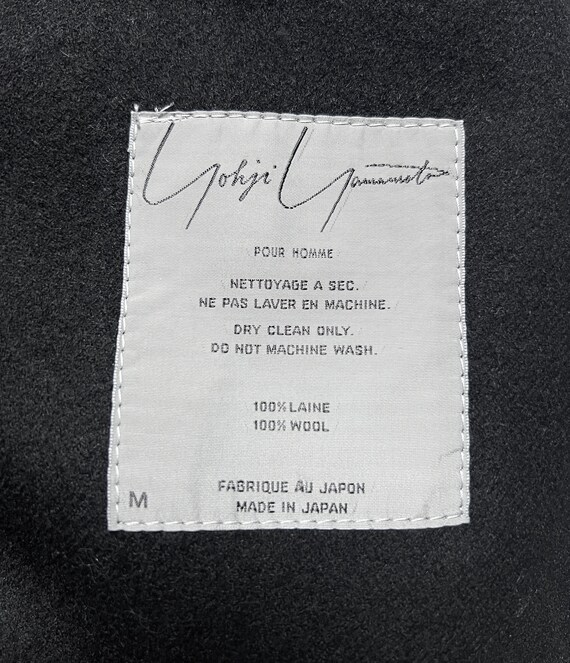 Yohji Yamamoto
POUR HOMME
NETTOYAGE A SEC.
NE PAS LAVER EN MACHINE.
DRY CLEAN ONLY.
DO NOT MACHINE WASH.
100% LAINE
100% WOOL
FABRIQUE AU JAPON
M MADE IN JAPAN